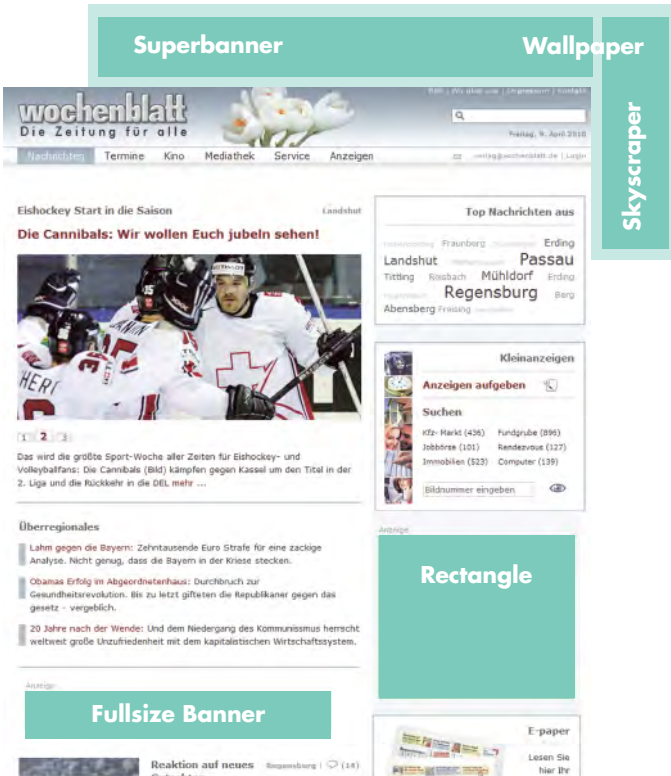 Superbanner
Wallpaper
Skyscraper
wochenblatt
Die Zeitung für alle
Freitag, 9. April 2010
Nachrichten Termine Kino Mediathek Service Anzeigen
verlag@wochenblatt.de | Login
Eishockey Start in die Saison
Landshut
Die Cannibals: Wir wollen Euch jubeln sehen!
1 2 3
Das wird die größte Sport-Woche aller Zeiten für Eishockey- und
Volleyballfans: Die Cannibals (Bild) kämpfen gegen Kassel um den Titel in der
2. Liga und die Rückkehr in die DEL mehr ...
Überregionales
Lahm gegen die Bayern: Zehntausende Euro Strafe für eine zackige
Analyse. Nicht genug, dass die Bayern in der Kriese stecken.
Obamas Erfolg im Abgeordnetenhaus: Durchbruch zur
Gesundheitsrevolution. Bis zu letzt gifteten die Republikaner gegen das
gesetz - vergeblich.
20 Jahre nach der Wende: Und dem Niedergang des Kommunissmus herrscht
weltweit große Unzufriedenheit mit dem kapitalistischen Wirtschaftssystem.
Anzeige
Fullsize Banner
Reaktion auf neues
Regensburg | (14)
Top Nachrichten aus
Fraunberg Erding
Landshut Passau
Titting Rossbach Mühldorf Erding
Regensburg Berg
Abensberg Freising
Kleinanzeigen
Anzeigen aufgeben
Suchen
Kfz- Markt (436) Fundgrube (896)
Jobbörse (101) Rendezvous (127)
Immobilien (523) Computer (139)
Bildnummer eingeben
Anzeige
Rectangle
E-paper
Lesen Sie
hier Ihr